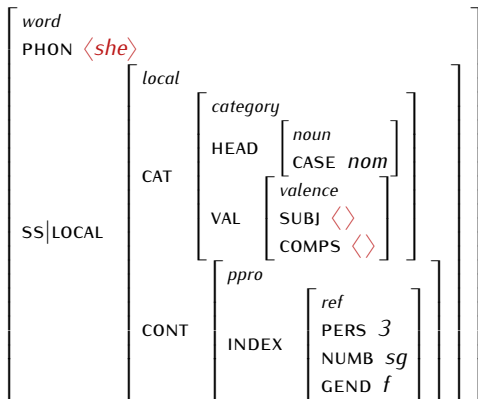 word
PHON ⟨she⟩
local
category
HEAD
noun
CASE nom
CAT
valence
VAL
SUBJ ⟨⟩
COMPS ⟨⟩
SS|LOCAL
ppro
ref
PERS 3
CONT
INDEX
NUMB sg
GEND f